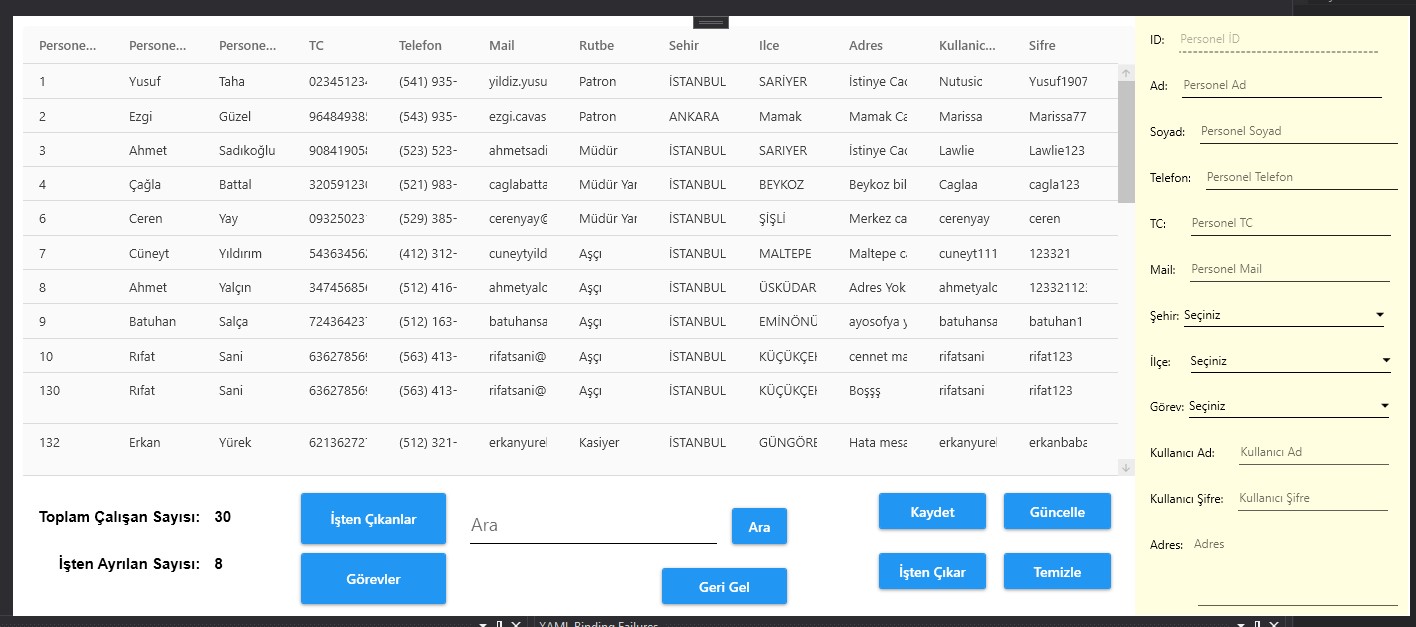 Persone... Persone... Persone... TC Telefon Mail Rutbe Sehir Ilce Adres Kullanic... Sifre
1 Yusuf Taha 02345123 (541) 935- yildiz.yusu Patron İSTANBUL SARİYER İstinye Cad Nutusic Yusuf1907
2 Ezgi Güzel 96484938 (543) 935- ezgi.cavas Patron ANKARA Mamak Mamak Ca Marissa Marissa77
3 Ahmet Sadıkoğlu 90841905 (523) 523- ahmetsadi Müdür İSTANBUL SARIYER İstinye Cad Lawlie Lawlie123
4 Çağla Battal 32059123 (521) 983- caglabatta Müdür Yar İSTANBUL BEYKOZ Beykoz bil Caglaa cagla123
6 Ceren Yay 09325023 (529) 385- cerenyay@ Müdür Yar İSTANBUL ŞİŞLİ Merkez ca cerenyay ceren
7 Cüneyt Yıldırım 54363456 (412) 312- cuneytyild Aşçı İSTANBUL MALTEPE Maltepe c cuneyt111 123321
8 Ahmet Yalçın 34745685 (512) 416- ahmetyalc Aşçı İSTANBUL ÜSKÜDAR Adres Yok ahmetyalc 12332112
9 Batuhan Salça 72436423 (512) 163- batuhansa Aşçı İSTANBUL EMİNÖNÜ ayosofya y batuhansa batuhan1
10 Rıfat Sani 63627856 (563) 413- rifatsani@ Aşçı İSTANBUL KÜÇÜKÇE cennet ma rifatsani rifat123
130 Rıfat Sani 63627856 (563) 413- rifatsani@ Aşçı İSTANBUL KÜÇÜKÇE Boşşş rifatsani rifat123
132 Erkan Yürek 62136272 (512) 321- erkanyurel Kasiyer İSTANBUL GÜNGÖRE Hata mesa erkanyurel erkanbaba
Toplam Çalışan Sayısı: 30
İşten Ayrılan Sayısı: 8
İşten Çıkanlar
Görevler
Ara
Ara
Geri Gel
Kaydet
Güncelle
İşten Çıkar
Temizle
ID: Personel İD
Ad: Personel Ad
Soyad: Personel Soyad
Telefon: Personel Telefon
TC: Personel TC
Mail: Personel Mail
Şehir: Seçiniz
İlçe: Seçiniz
Görev: Seçiniz
Kullanıcı Ad: Kullanıcı Ad
Kullanıcı Şifre: Kullanıcı Şifre
Adres: Adres
XAML Binding Failures